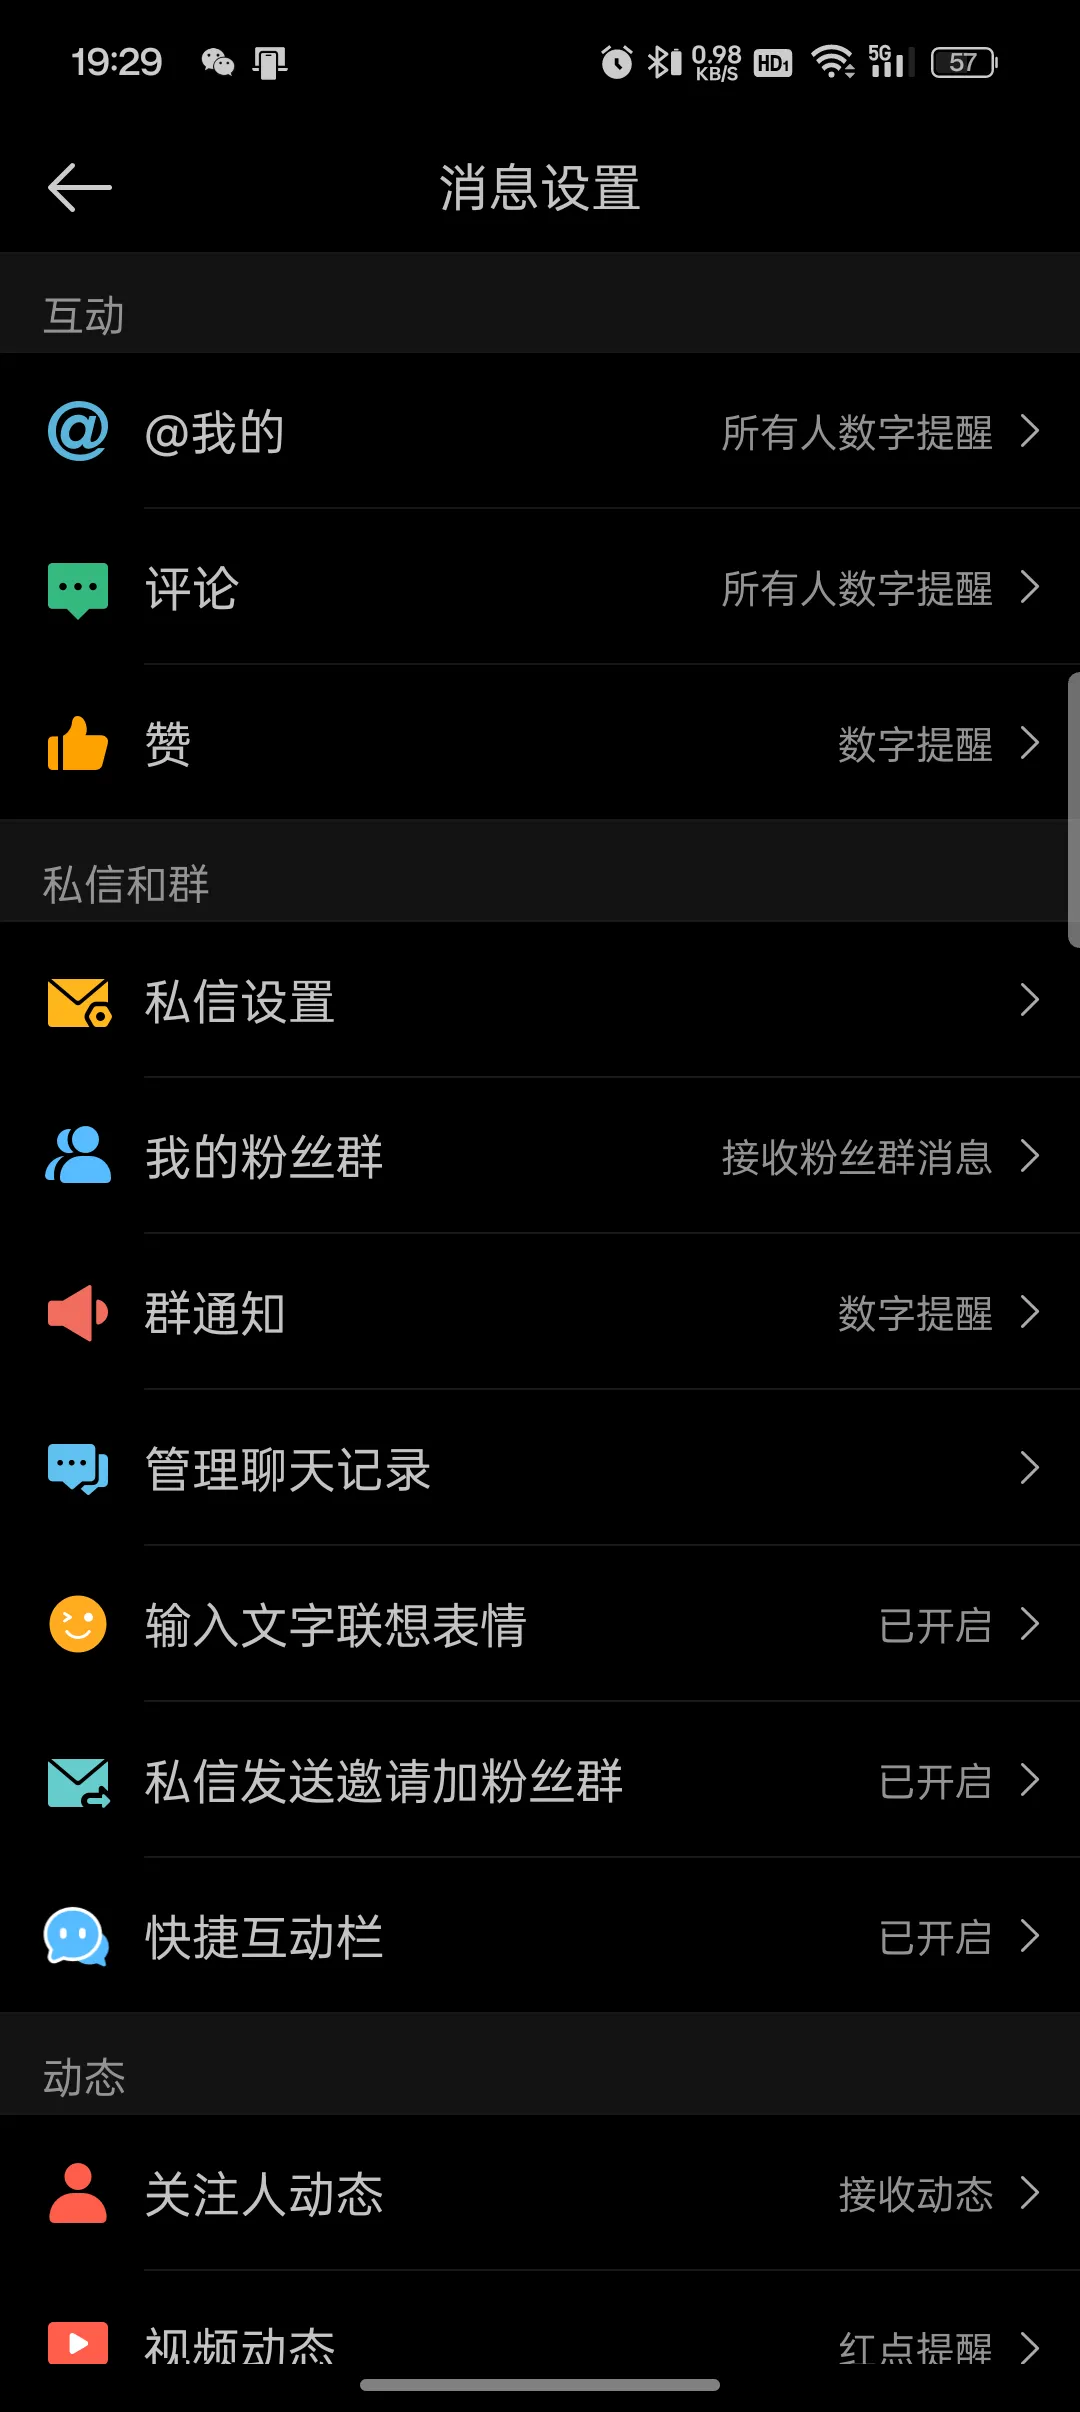 19:29
0.98 KB/S HD1 5G 57
消息设置
互动
@我的 所有人数字提醒
评论 所有人数字提醒
赞 数字提醒
私信和群
私信设置
我的粉丝群 接收粉丝群消息
群通知 数字提醒
管理聊天记录
输入文字联想表情 已开启
私信发送邀请加粉丝群 已开启
快捷互动栏 已开启
动态
关注人动态 接收动态
视频动态 红点提醒